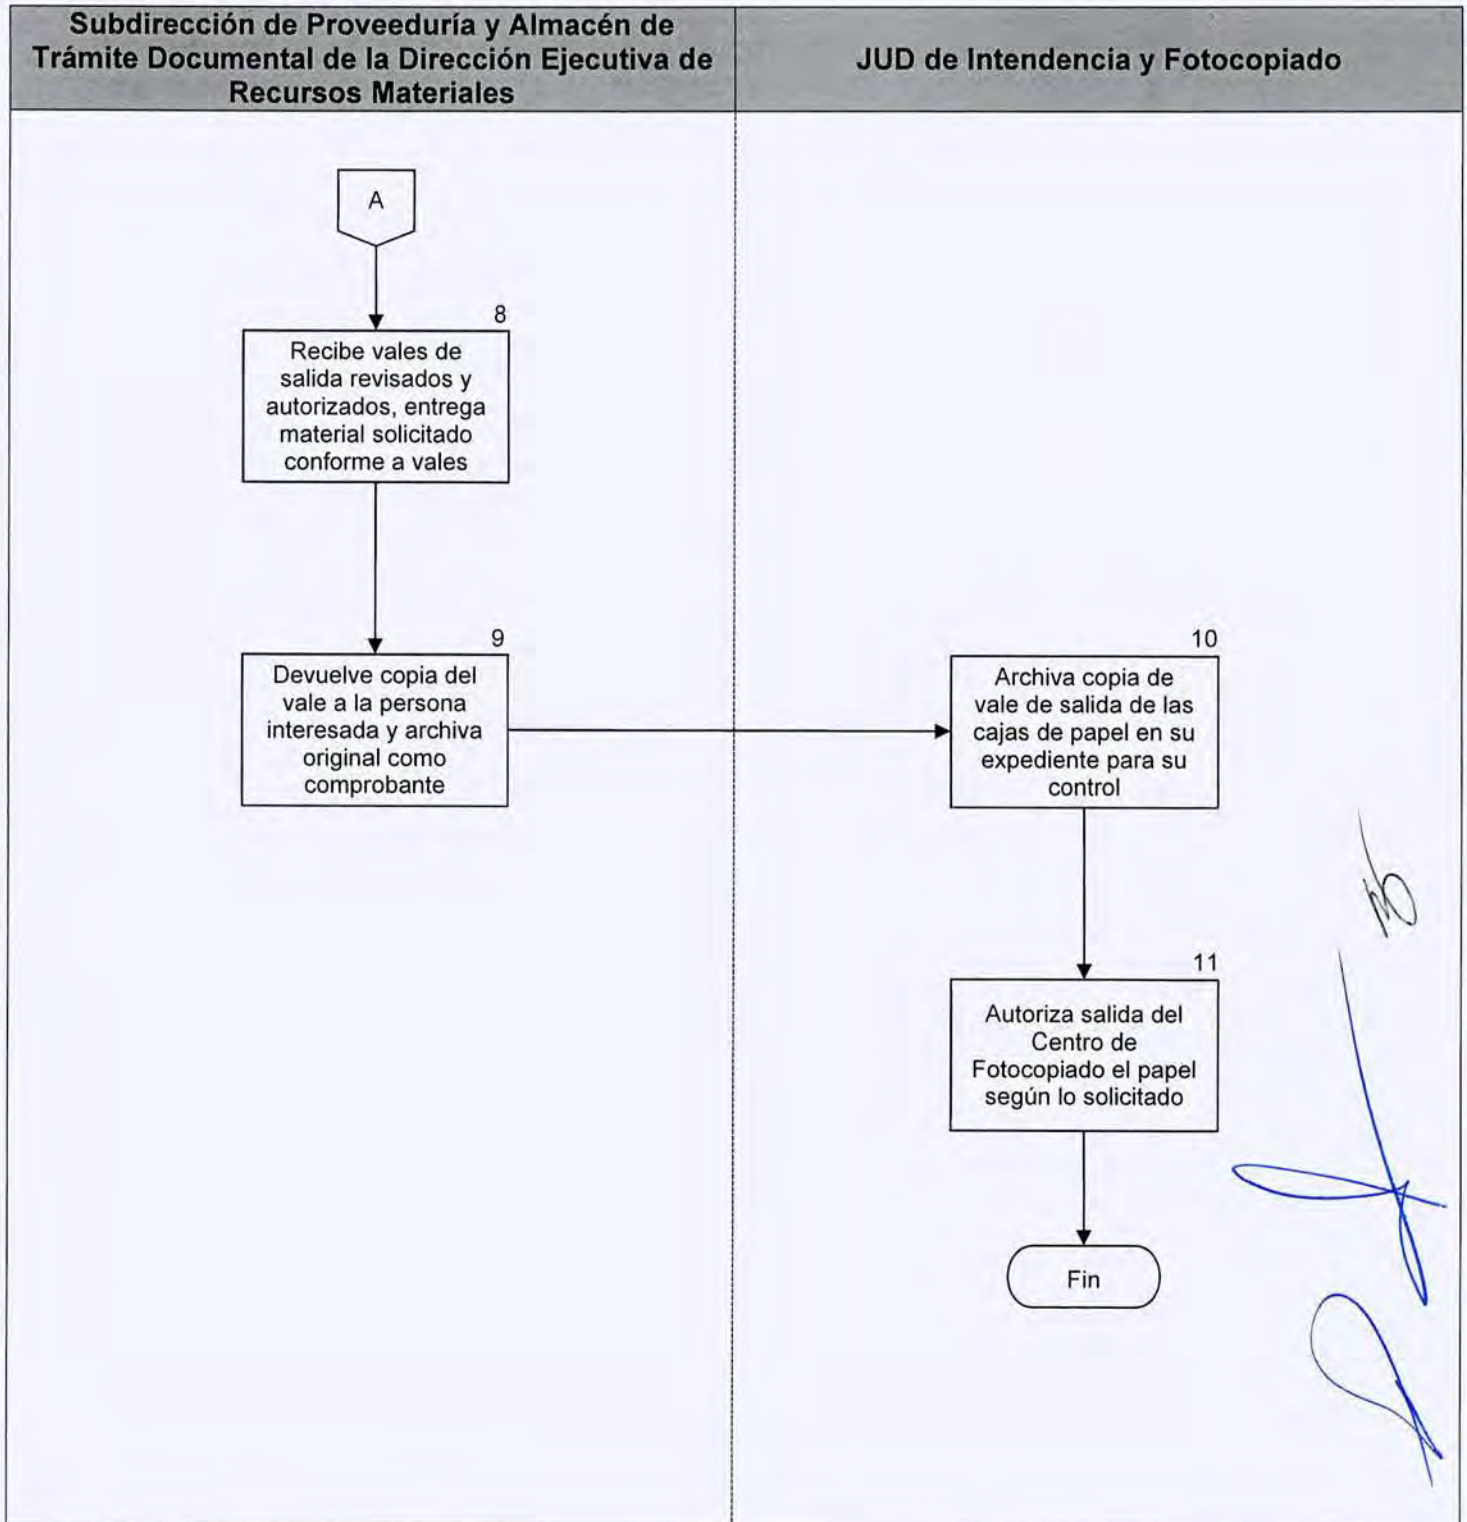 Subdirección de Proveeduría y Almacén de
Trámite Documental de la Dirección Ejecutiva de
Recursos Materiales
JUD de Intendencia y Fotocopiado
A
8
Recibe vales de
salida revisados y
autorizados, entrega
material solicitado
conforme a vales
9
Devuelve copia del
vale a la persona
interesada y archiva
original como
comprobante
10
Archiva copia de
vale de salida de las
cajas de papel en su
expediente para su
control
11
Autoriza salida del
Centro de
Fotocopiado el papel
según lo solicitado
Fin